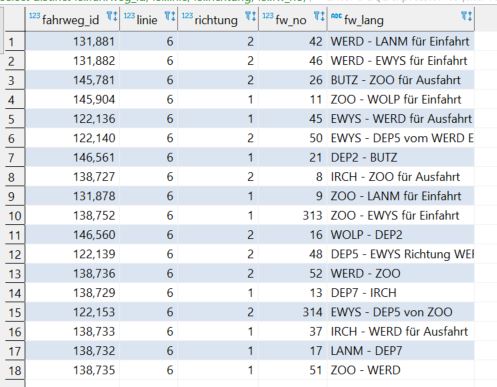 123 fahrweg_id 123 linie 123 richtung 123 fw_no ABC fw_lang
1 131,881 6 2 42 WERD - LANM für Einfahrt
2 131,882 6 2 46 WERD - EWYS für Einfahrt
3 145,781 6 2 26 BUTZ - ZOO für Ausfahrt
4 145,904 6 1 11 ZOO - WOLP für Einfahrt
5 122,136 6 1 45 EWYS - WERD für Ausfahrt
6 122,140 6 2 50 EWYS - DEP5 vom WERD E
7 146,561 6 1 21 DEP2 - BUTZ
8 138,727 6 2 8 IRCH - ZOO für Ausfahrt
9 131,878 6 1 9 ZOO - LANM für Einfahrt
10 138,752 6 1 313 ZOO - EWYS für Einfahrt
11 146,560 6 2 16 WOLP - DEP2
12 122,139 6 2 48 DEP5 - EWYS Richtung WER
13 138,736 6 2 52 WERD - ZOO
14 138,729 6 1 13 DEP7 - IRCH
15 122,153 6 2 314 EWYS - DEP5 von ZOO
16 138,733 6 1 37 IRCH - WERD für Ausfahrt
17 138,732 6 1 17 LANM - DEP7
18 138,735 6 1 51 ZOO - WERD